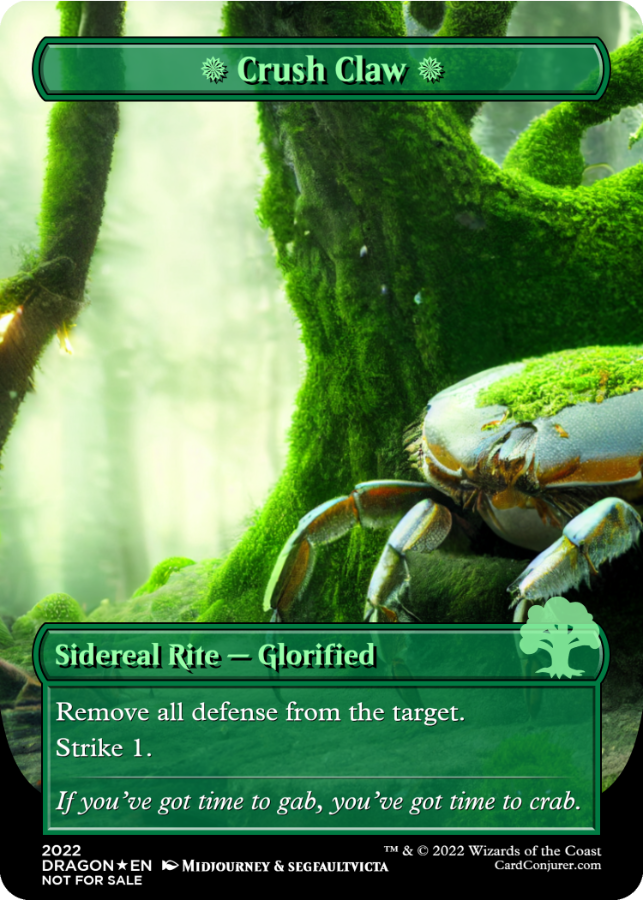 Crush Claw
Sidereal Rite — Glorified
Remove all defense from the target.
Strike 1.
If you've got time to gab, you've got time to crab.
2022
DRAGON★EN MIDJOURNEY & SEGFAULTVICTA
NOT FOR SALE
™ & © 2022 Wizards of the Coast
CardConjurer.com